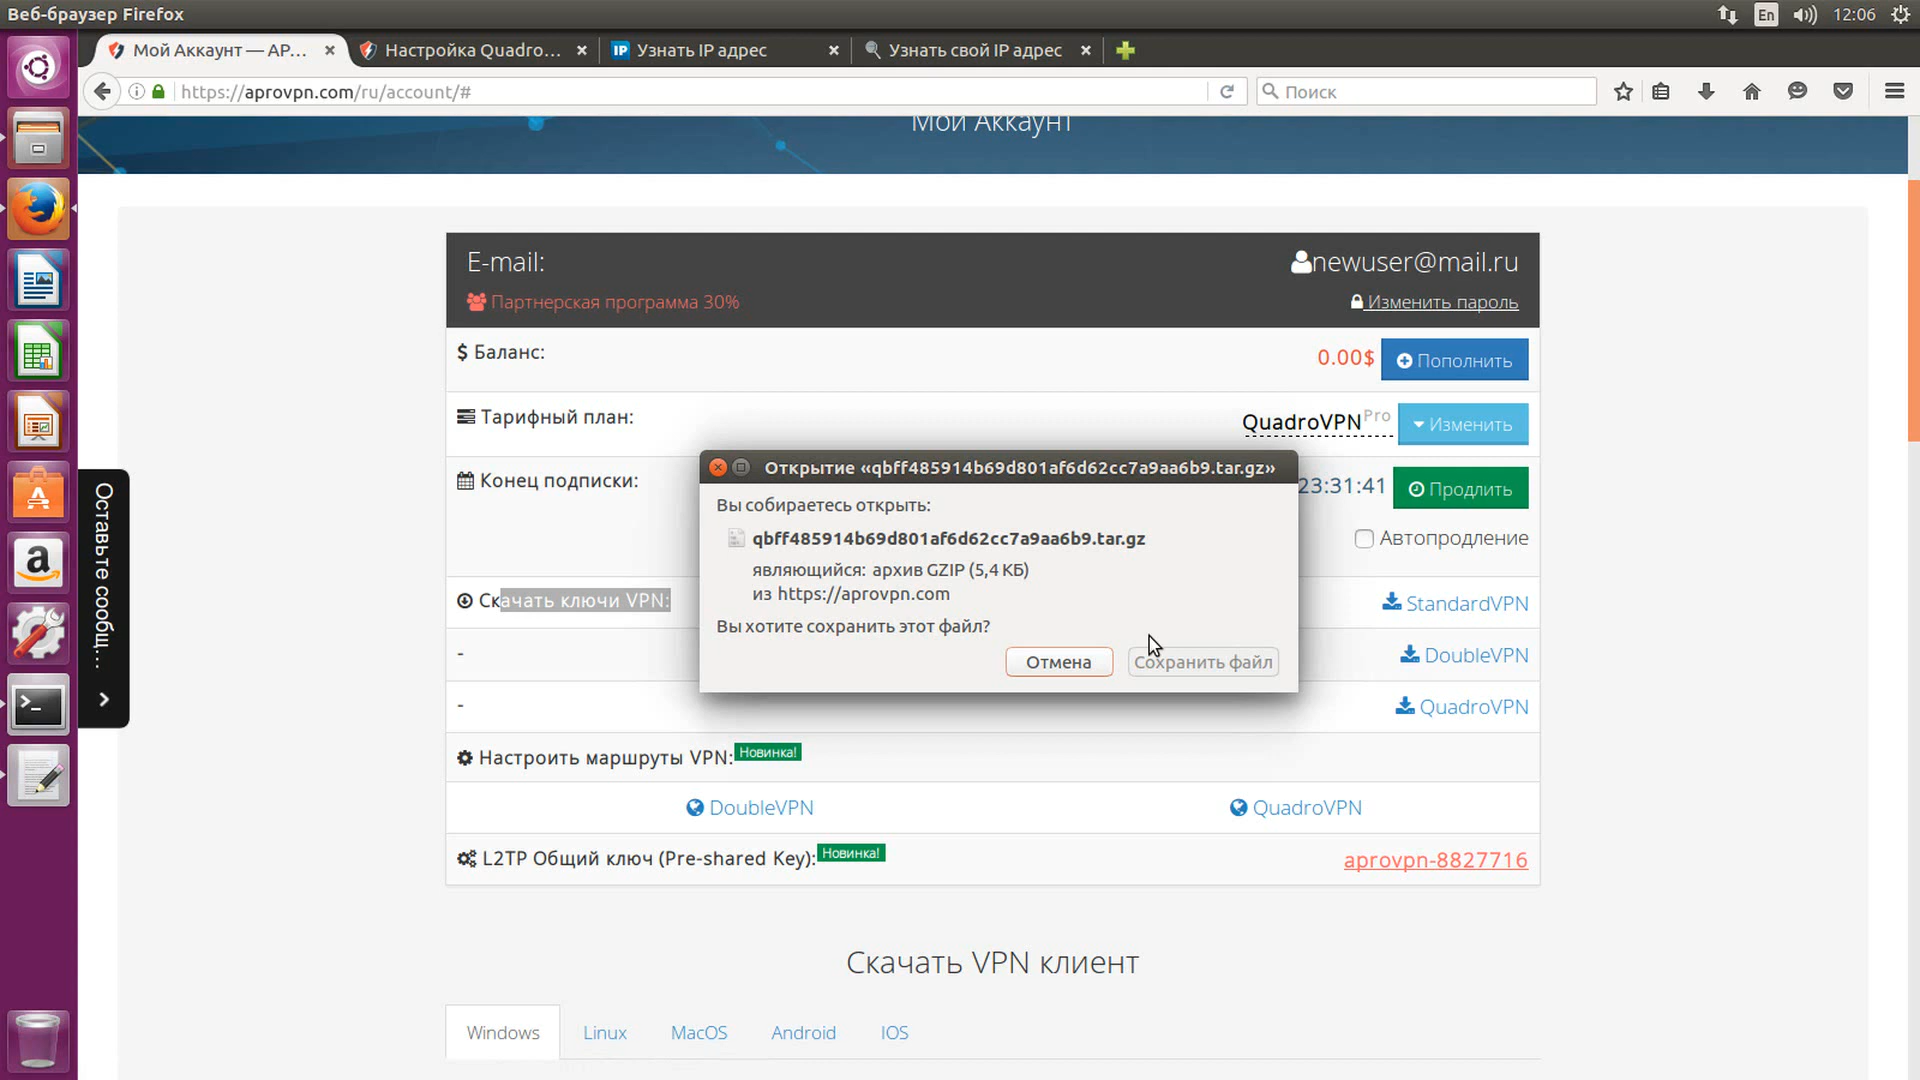 Веб-браузер Firefox
En
12:06
Мой Аккаунт — AP...
Настройка Quadro...
IP Узнать IP адрес
Узнать свой IP адрес
https://aprovpn.com/ru/account/#
Поиск
Мой Аккаунт
E-mail:
newuser@mail.ru
Партнерская программа 30%
Изменить пароль
$ Баланс:
0.00$
Пополнить
Тарифный план:
QuadroVPN Pro
Изменить
Конец подписки:
23:31:41
Продлить
Автопродление
Открытие «qbff485914b69d801af6d62cc7a9aa6b9.tar.gz»
Вы собираетесь открыть:
qbff485914b69d801af6d62cc7a9aa6b9.tar.gz
являющийся: архив GZIP (5,4 КБ)
из https://aprovpn.com
Вы хотите сохранить этот файл?
Отмена
Сохранить файл
Скачать ключи VPN:
StandardVPN
-
DoubleVPN
-
QuadroVPN
Настроить маршруты VPN: Новинка!
DoubleVPN
QuadroVPN
L2TP Общий ключ (Pre-shared Key): Новинка!
aprovpn-8827716
Скачать VPN клиент
Windows
Linux
MacOS
Android
IOS
Оставьте сообщ...